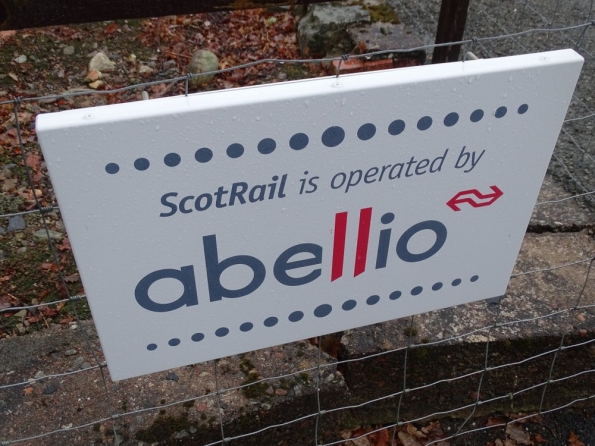 ScotRail is operated by
abellio